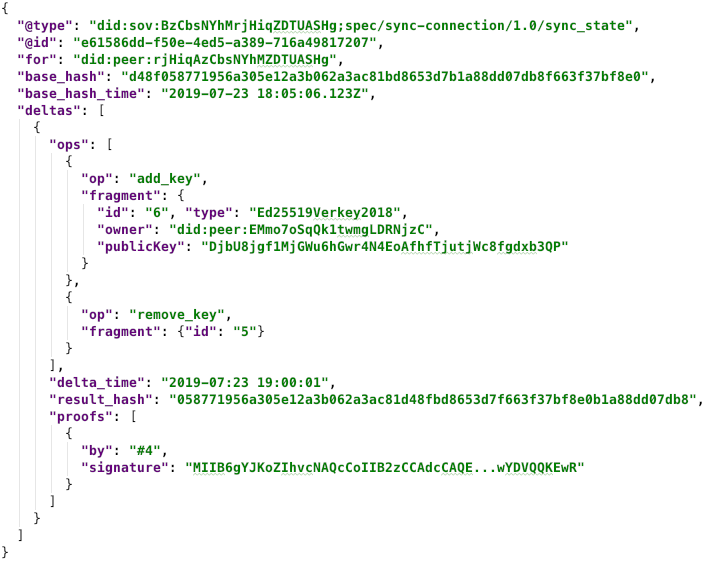 {
  "@type": "did:sov:BzCbsNYhMrjHiqZDTUASHg;spec/sync-connection/1.0/sync_state",
  "@id": "e61586dd-f50e-4ed5-a389-716a49817207",
  "for": "did:peer:rjHiqAzCbsNYhMZDTUASHg",
  "base_hash": "d48f058771956a305e12a3b062a3ac81bd8653d7b1a88dd07db8f663f37bf8e0",
  "base_hash_time": "2019-07-23 18:05:06.123Z",
  "deltas": [
    {
      "ops": [
        {
          "op": "add_key",
          "fragment": {
            "id": "6", "type": "Ed25519Verkey2018",
            "owner": "did:peer:EMmo7oSqQk1twmgLDRNjzC",
            "publicKey": "DjbU8jgf1MjGWu6hGwr4N4EoAfhfTjutjWc8fgdxb3QP"
          }
        },
        {
          "op": "remove_key",
          "fragment": {"id": "5"}
        }
      ],
      "delta_time": "2019-07:23 19:00:01",
      "result_hash": "058771956a305e12a3b062a3ac81d48fbd8653d7f663f37bf8e0b1a88dd07db8",
      "proofs": [
        {
          "by": "#4",
          "signature": "MIIB6gYJKoZIhvcNAQcCoIIB2zCCAdcCAQE...wYDVQQKEwR"
        }
      ]
    }
  ]
}